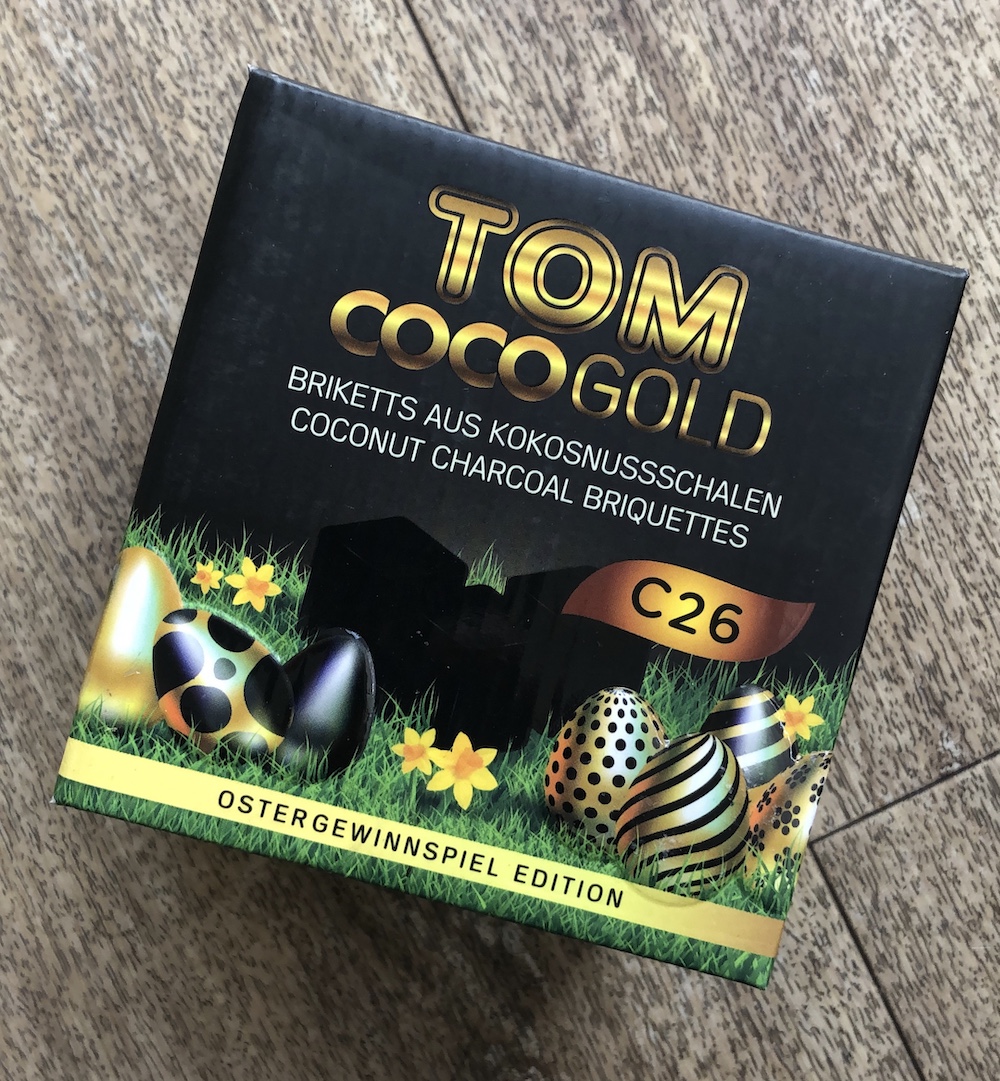 TOM
COCO GOLD
BRIKETTS AUS KOKOSNUSSSCHALEN
COCONUT CHARCOAL BRIQUETTES
C26
OSTERGEWINNSPIEL EDITION